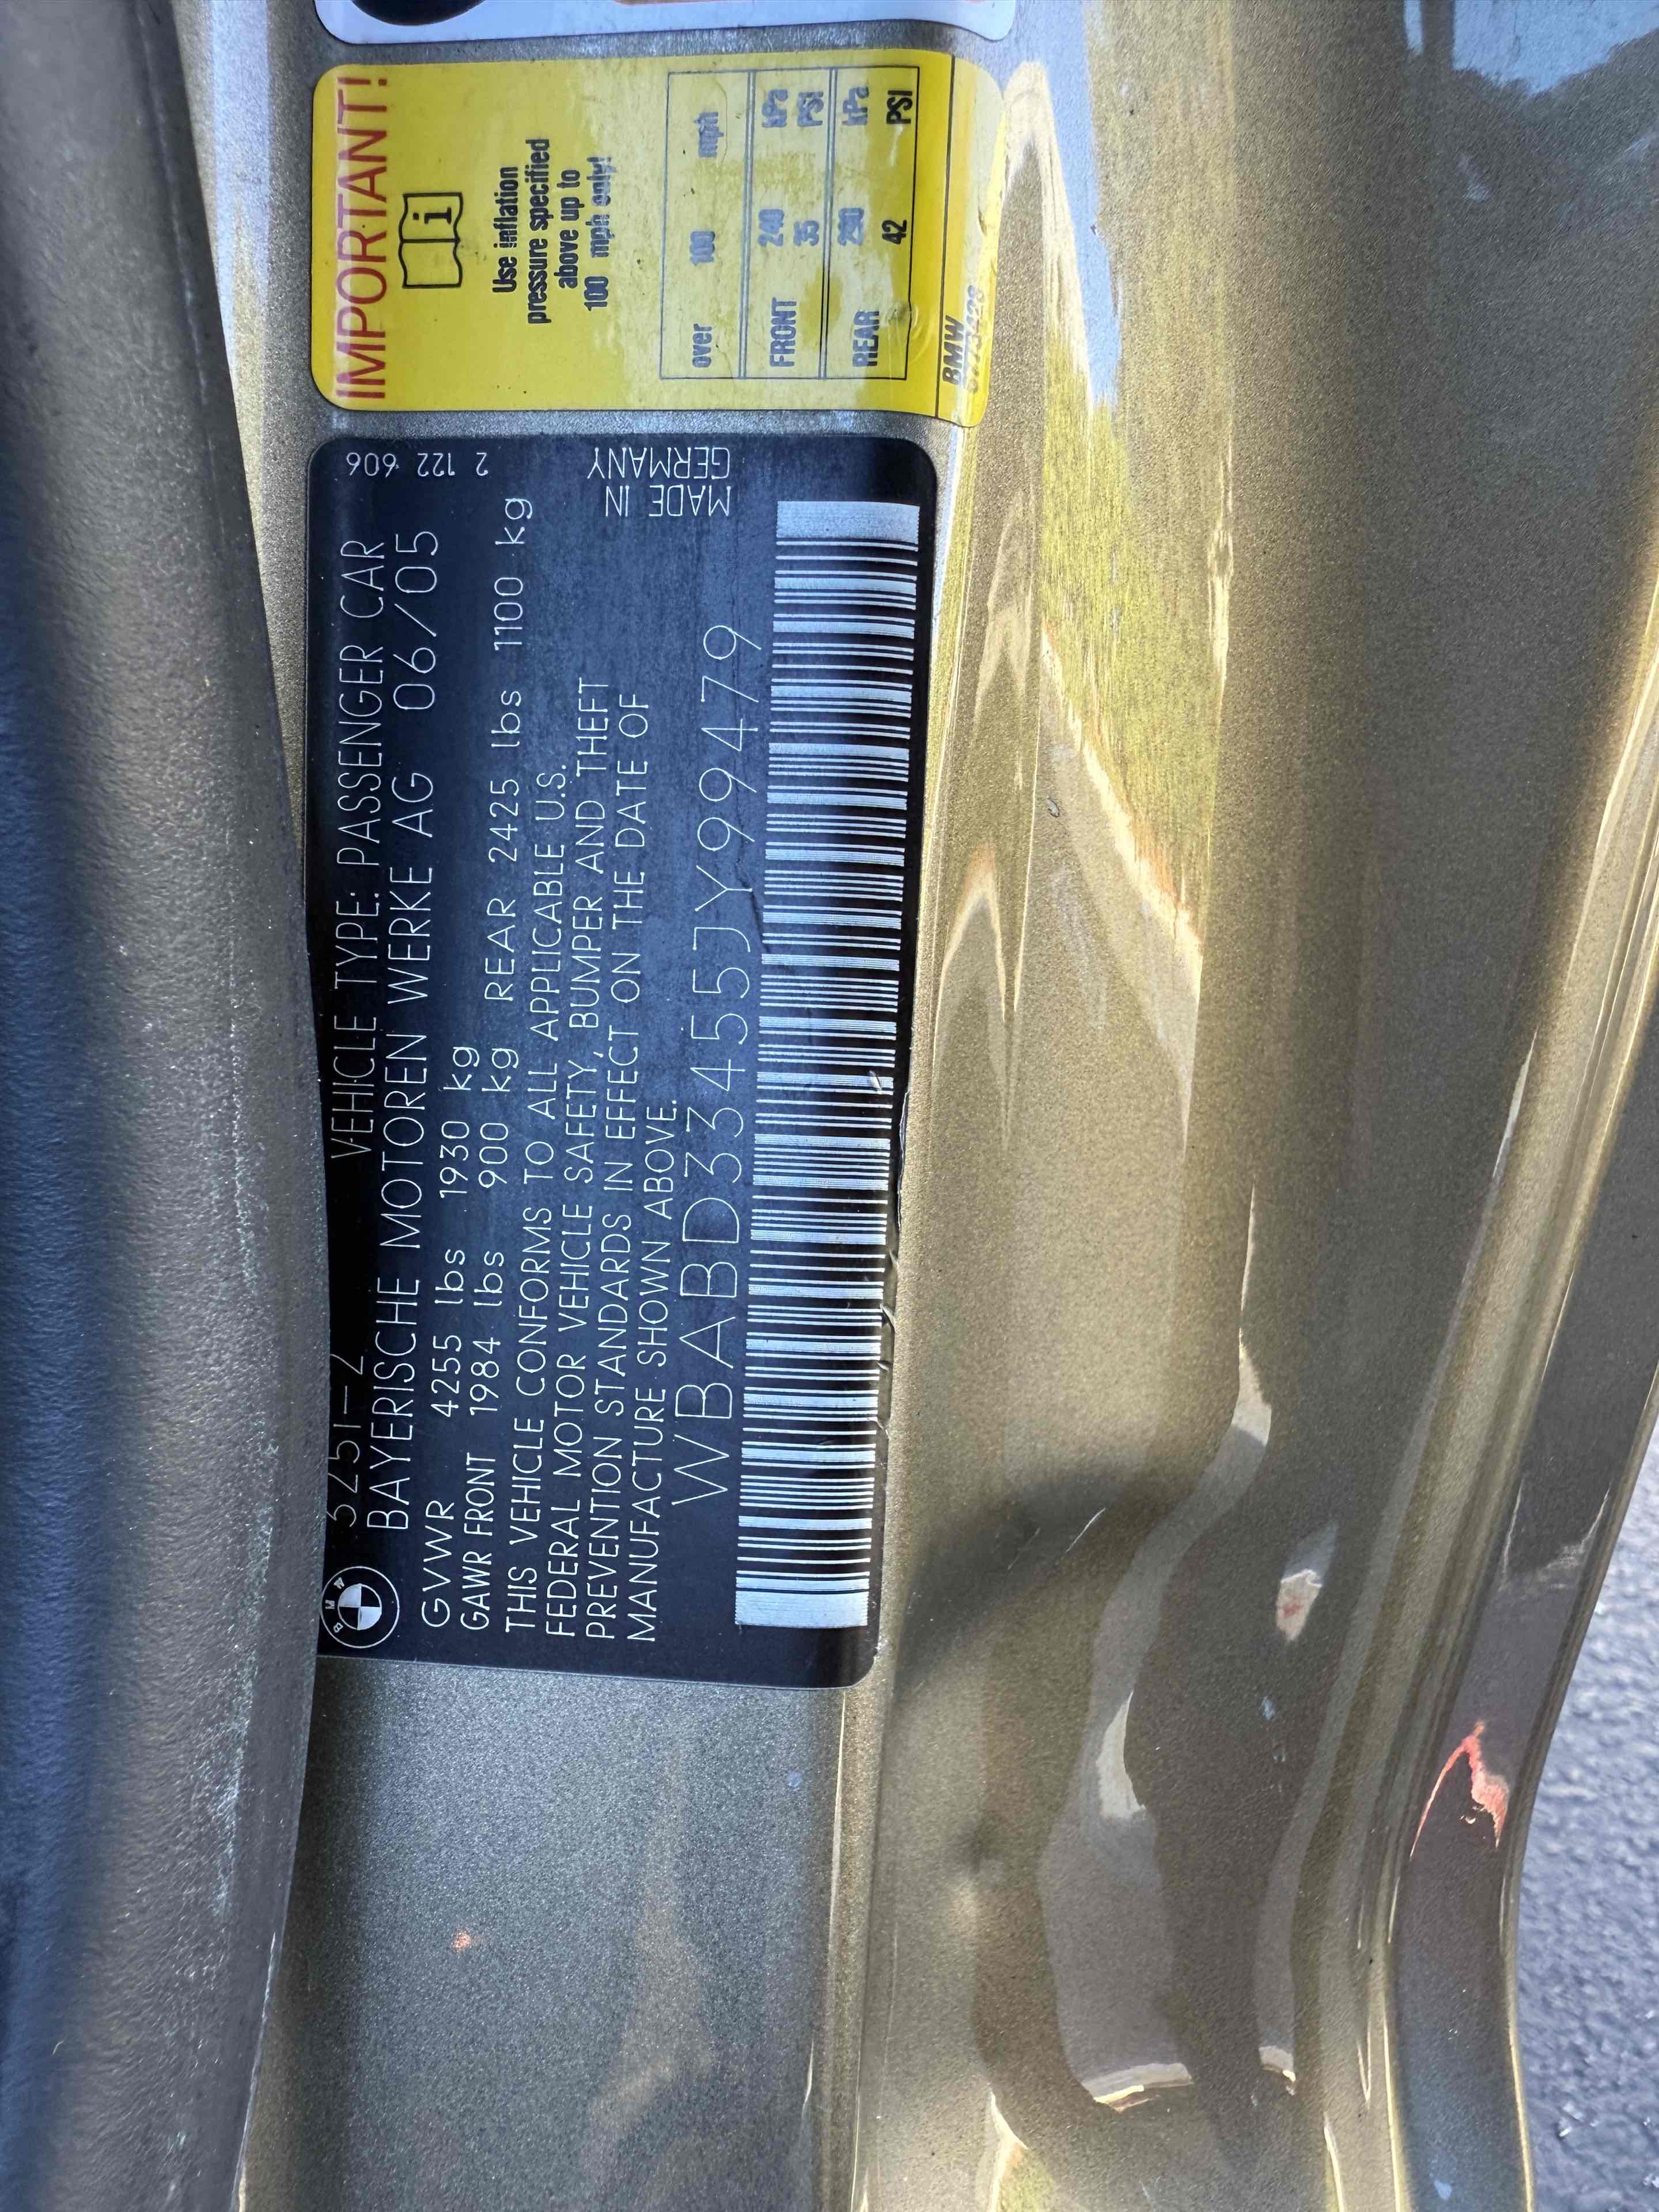 325I-2 VEHICLE TYPE: PASSENGER CAR
BAYERISCHE MOTOREN WERKE AG 06/05
GVWR 4255 lbs 1930 kg
GAWR FRONT 1984 lbs 900 kg REAR 2425 lbs 1100 kg
THIS VEHICLE CONFORMS TO ALL APPLICABLE U.S.
FEDERAL MOTOR VEHICLE SAFETY, BUMPER AND THEFT
PREVENTION STANDARDS IN EFFECT ON THE DATE OF
MANUFACTURE SHOWN ABOVE.
WBABD33455JY99479
2 122 606
MADE IN
GERMANY
BMW
IMPORTANT!
i
Use inflation
pressure specified
above up to
100 mph only!
over 100 mph
FRONT 240 kPa
35 PSI
REAR 290 kPa
42 PSI
BMW